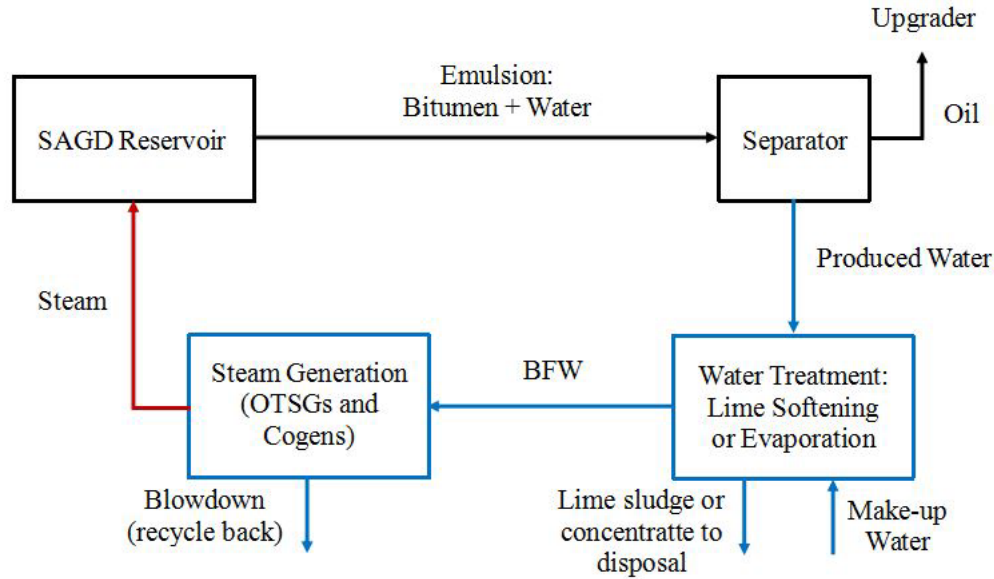 Upgrader
Emulsion:
Bitumen + Water
SAGD Reservoir
Separator
Oil
Produced Water
Steam
Steam Generation
(OTSGs and
Cogens)
BFW
Water Treatment:
Lime Softening
or Evaporation
Blowdown
(recycle back)
Lime sludge or
concentratte to
disposal
Make-up
Water